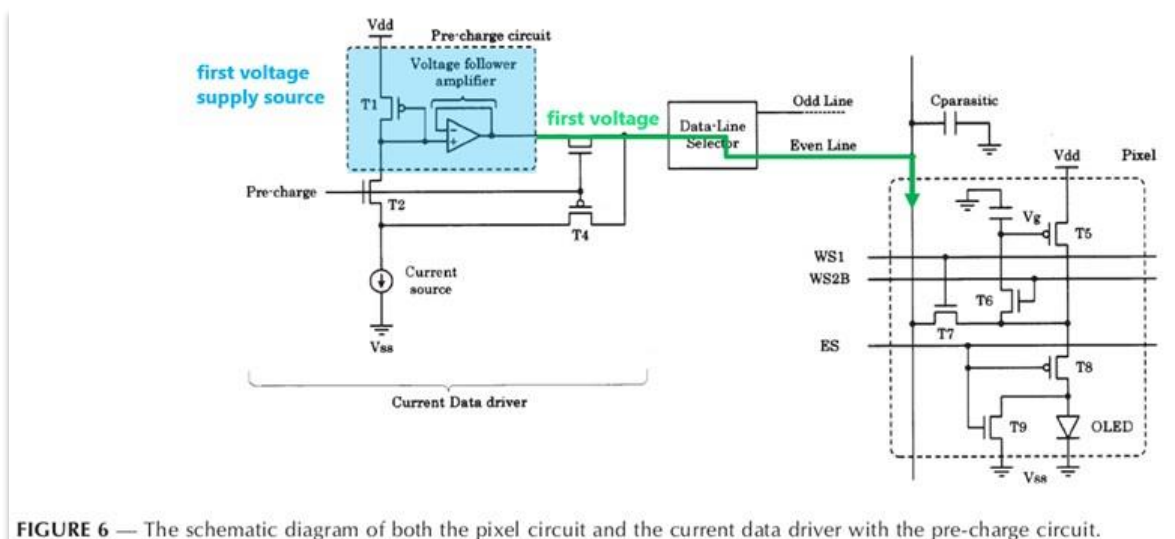 Vdd
Pre-charge circuit
Voltage follower
amplifier
first voltage
supply source
T1
first voltage
Data-Line
Selector
Odd Line
Even Line
Cparasitic
Vdd
Pixel
Pre-charge
T2
T4
Vg
T5
WS1
WS2B
T6
T7
Current
source
Vss
ES
T8
T9
OLED
Vss
Current Data driver
FIGURE 6 — The schematic diagram of both the pixel circuit and the current data driver with the pre-charge circuit.